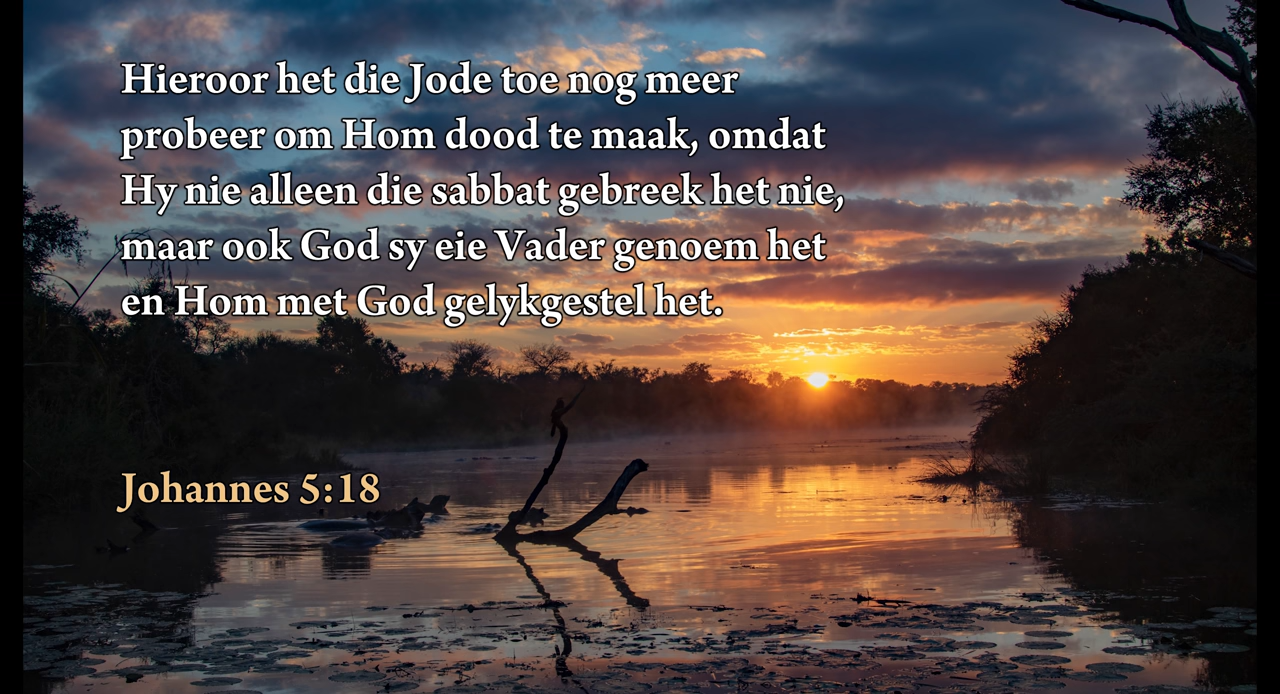 Hieroor het die Jode toe nog meer
probeer om Hom dood te maak, omdat
Hy nie alleen die sabbat gebreek het nie,
maar ook God sy eie Vader genoem het
en Hom met God gelykgestel het.
Johannes 5:18